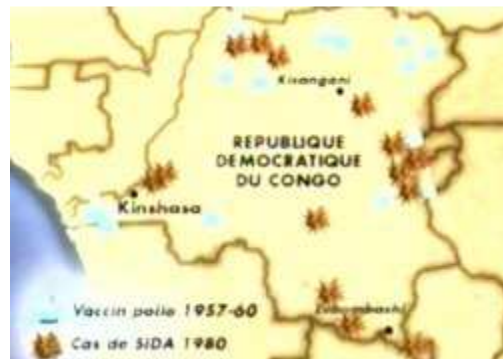 Kisangani
REPUBLIQUE
DEMOCRATIQUE
DU CONGO
Kinshasa
Lubumbashi
Vaccin polio 1957-60
Cas de SIDA 1980